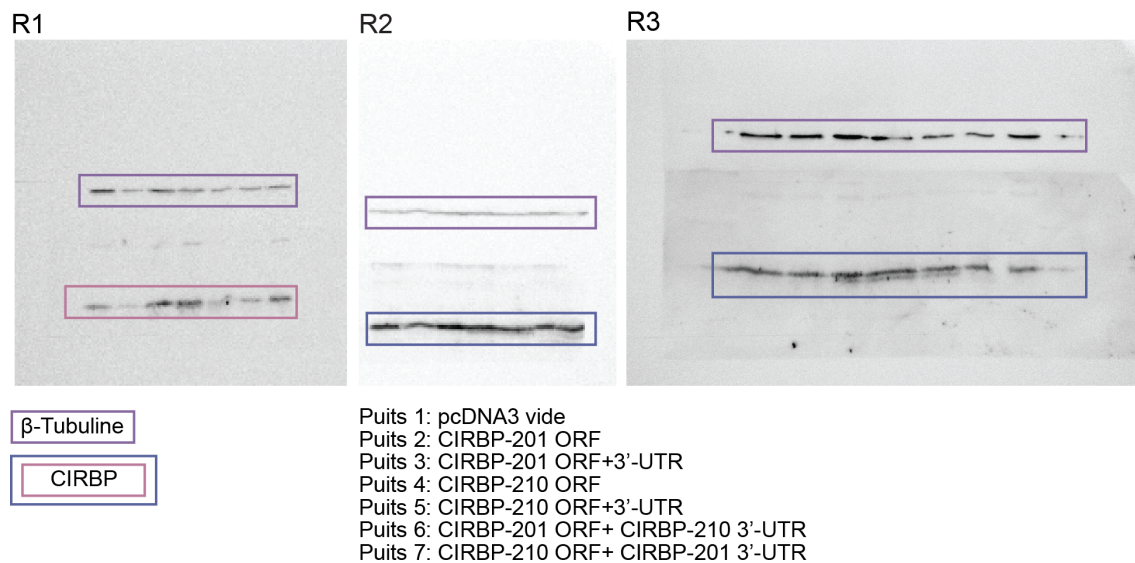 R1
R2
R3
β-Tubuline
CIRBP
Puits 1: pcDNA3 vide
Puits 2: CIRBP-201 ORF
Puits 3: CIRBP-201 ORF+3'-UTR
Puits 4: CIRBP-210 ORF
Puits 5: CIRBP-210 ORF+3'-UTR
Puits 6: CIRBP-201 ORF+ CIRBP-210 3'-UTR
Puits 7: CIRBP-210 ORF+ CIRBP-201 3'-UTR